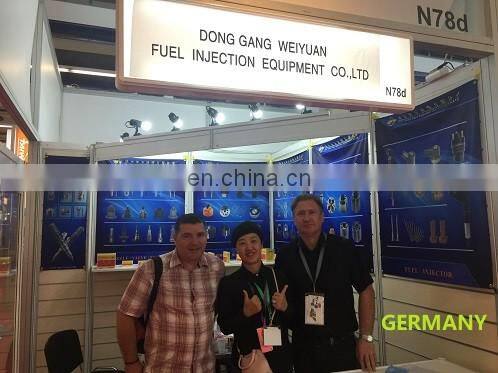 N78d
DONG GANG WEIYUAN
FUEL INJECTION EQUIPMENT CO.,LTD
N78d
en.china.cn
FUEL INJECTOR
GERMANY